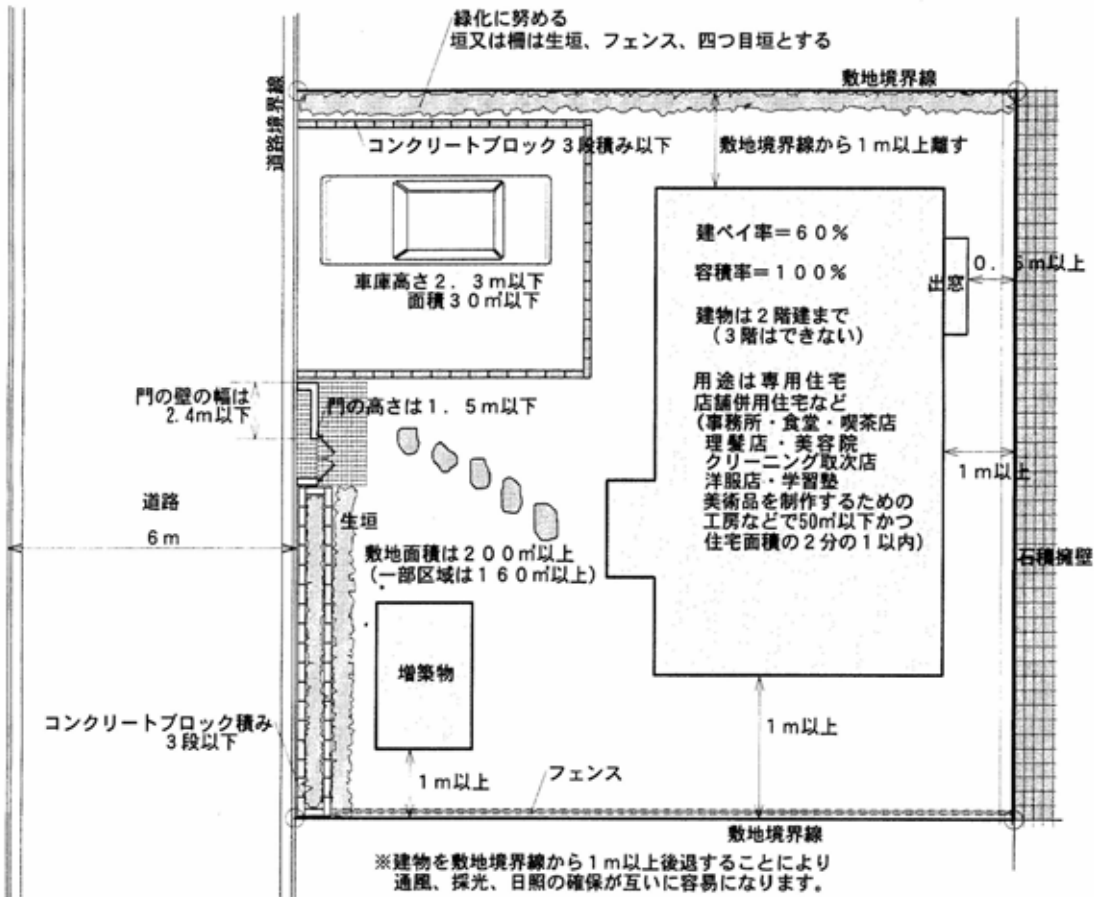 緑化に努める
垣又は柵は生垣、フェンス、四つ目垣とする
敷地境界線
道路境界線
コンクリートブロック3段積み以下
敷地境界線から1m以上離す
建ペイ率=60%
容積率=100%
建物は2階建まで
(3階はできない)
出窓
車庫高さ2.3m以下
面積30㎡以下
門の壁の幅は
2.4m以下
門の高さは1.5m以下
用途は専用住宅
店舗併用住宅など
(事務所・食堂・喫茶店
理髪店・美容院
クリーニング取次店
洋服店・学習塾
美術品を制作するための
工房などで50㎡以下かつ
住宅面積の2分の1以内)
1m以上
道路
6m
生垣
敷地面積は200㎡以上
(一部区域は160㎡以上)
石積擁壁
増築物
コンクリートブロック積み
3段以下
1m以上
1m以上
フェンス
敷地境界線
※建物を敷地境界線から1m以上後退することにより
通風、採光、日照の確保が互いに容易になります。